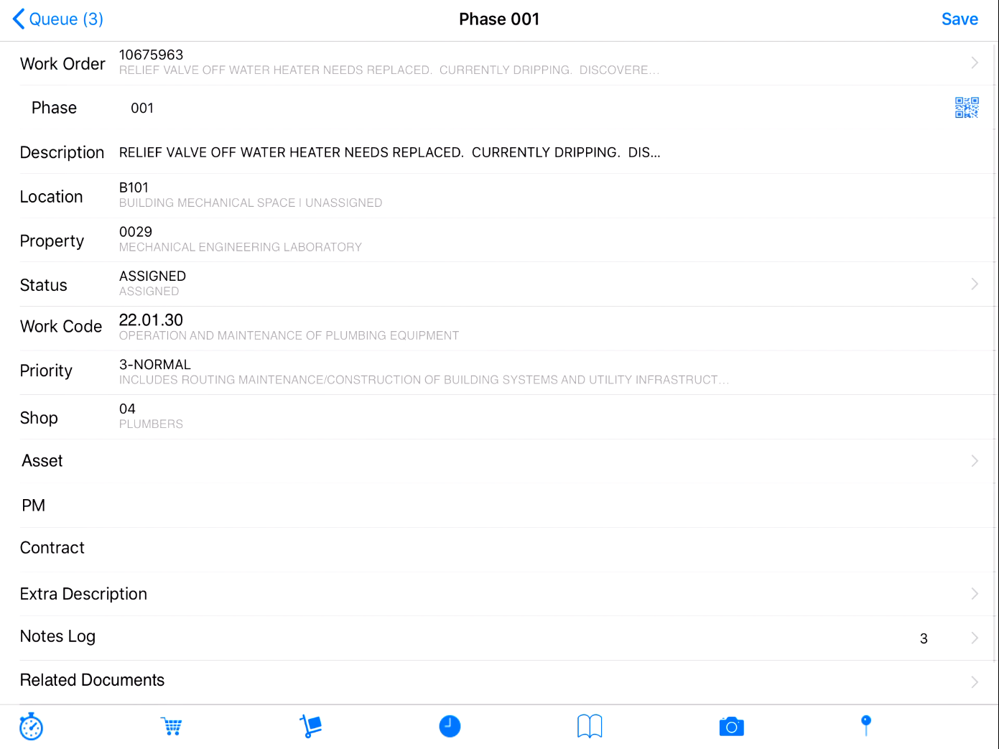 Queue (3)
Phase 001
Save
Work Order
10675963
RELIEF VALVE OFF WATER HEATER NEEDS REPLACED.  CURRENTLY DRIPPING.  DISCOVERE...
Phase
001
Description
RELIEF VALVE OFF WATER HEATER NEEDS REPLACED.  CURRENTLY DRIPPING.  DIS...
Location
B101
BUILDING MECHANICAL SPACE | UNASSIGNED
Property
0029
MECHANICAL ENGINEERING LABORATORY
Status
ASSIGNED
ASSIGNED
Work Code
22.01.30
OPERATION AND MAINTENANCE OF PLUMBING EQUIPMENT
Priority
3-NORMAL
INCLUDES ROUTING MAINTENANCE/CONSTRUCTION OF BUILDING SYSTEMS AND UTILITY INFRASTRUCT...
Shop
04
PLUMBERS
Asset
PM
Contract
Extra Description
Notes Log
3
Related Documents